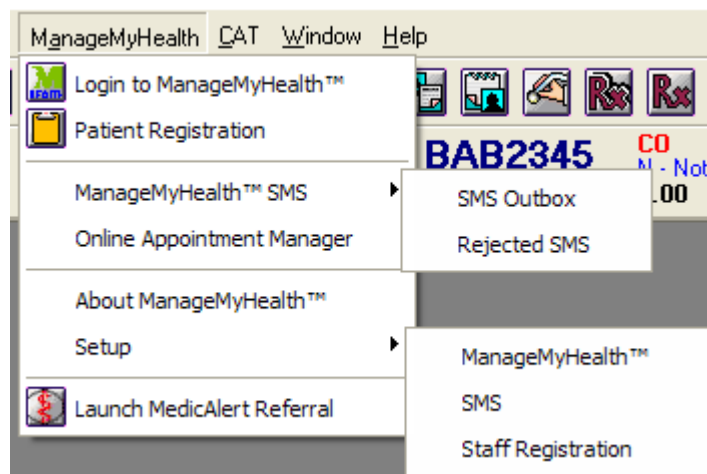 ManageMyHealth CAT Window Help
Login to ManageMyHealth™
Patient Registration
BAB2345
CO
N - Not
.00
ManageMyHealth™ SMS
SMS Outbox
Online Appointment Manager
Rejected SMS
About ManageMyHealth™
Setup
ManageMyHealth™
SMS
Launch MedicAlert Referral
Staff Registration